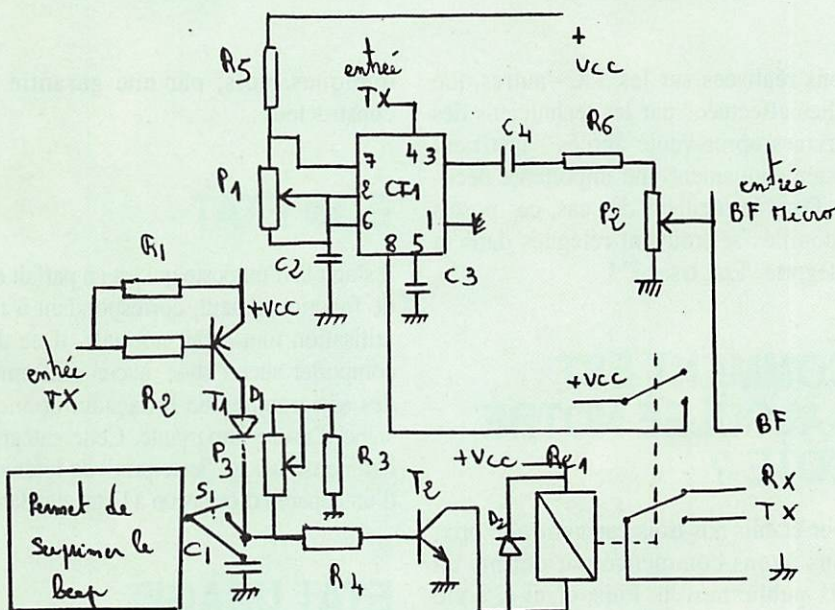 +
VCC
R5
entrée
TX
C4
R6
7
4
3
P1
2
CI1
6
1
8
5
P2
entrée
BF Micro
C2
C3
R1
+VCC
entrée
TX
R2
T1
D1
+VCC
BF
P3
R3
T2
+VCC
Re1
RX
TX
S1
D2
Permet de
suprimer le
beep
C1
R4